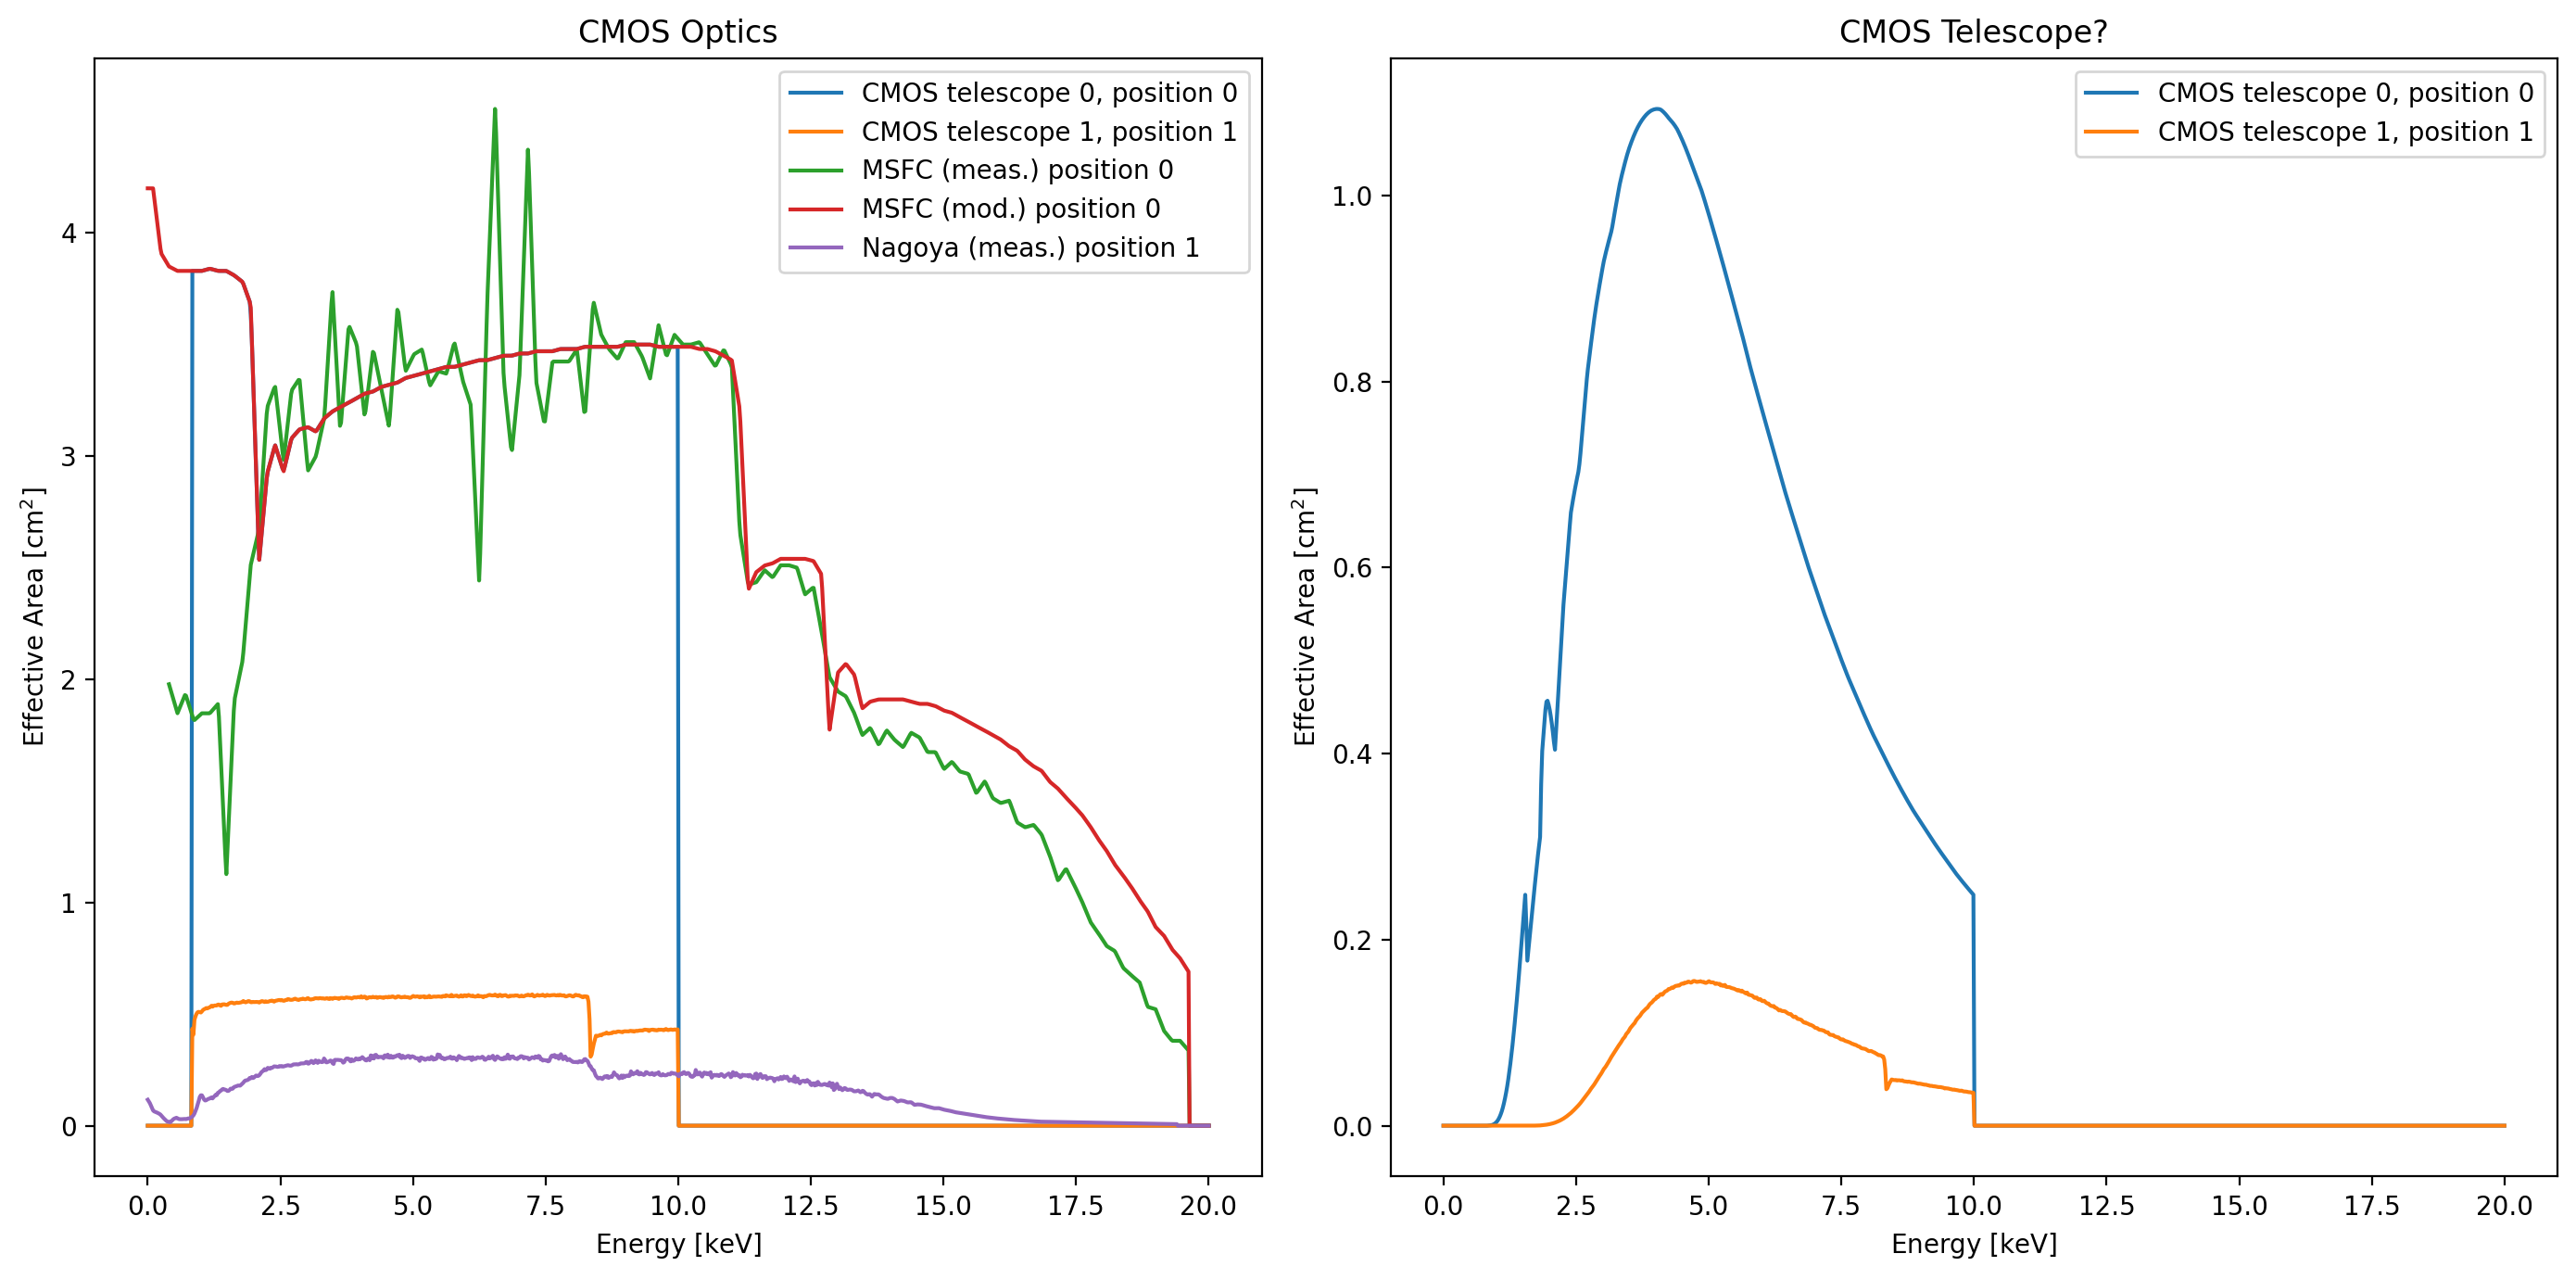 CMOS Optics
CMOS telescope 0, position 0
CMOS telescope 1, position 1
MSFC (meas.) position 0
MSFC (mod.) position 0
Nagoya (meas.) position 1
Effective Area [cm²]
4
3
2
1
0
0.0 2.5 5.0 7.5 10.0 12.5 15.0 17.5 20.0
Energy [keV]
CMOS Telescope?
CMOS telescope 0, position 0
CMOS telescope 1, position 1
Effective Area [cm²]
1.0
0.8
0.6
0.4
0.2
0.0
0.0 2.5 5.0 7.5 10.0 12.5 15.0 17.5 20.0
Energy [keV]